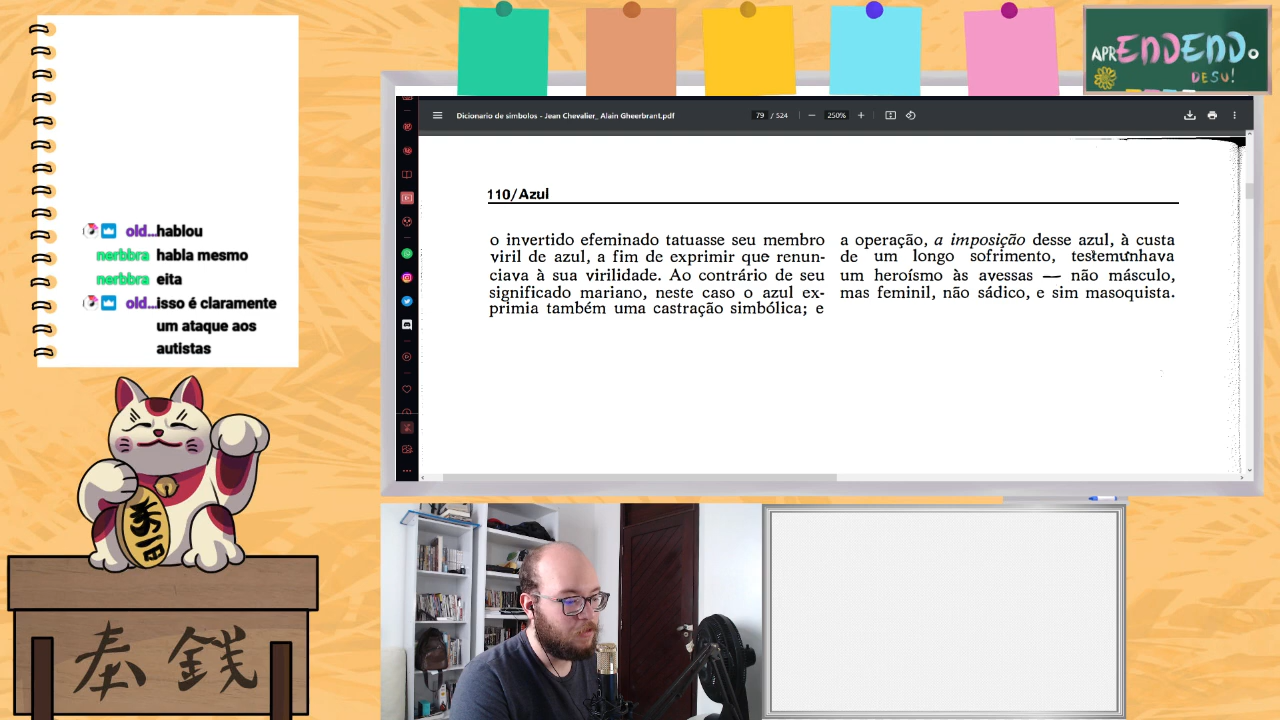 old...hablou
nerbbra habla mesmo
nerbbra eita
old...isso é claramente
um ataque aos
autistas
奉銭
APRENDENDO
DESU!
Dicionario de simbolos - Jean Chevalier_ Alain Gheerbrant.pdf
79 / 524
250%
110/Azul
o invertido efeminado tatuasse seu membro
viril de azul, a fim de exprimir que renun-
ciava à sua virilidade. Ao contrário de seu
significado mariano, neste caso o azul ex-
primia também uma castração simbólica; e
a operação, a imposição desse azul, à custa
de um longo sofrimento, testemunhava
um heroísmo às avessas — não másculo,
mas feminil, não sádico, e sim masoquista.